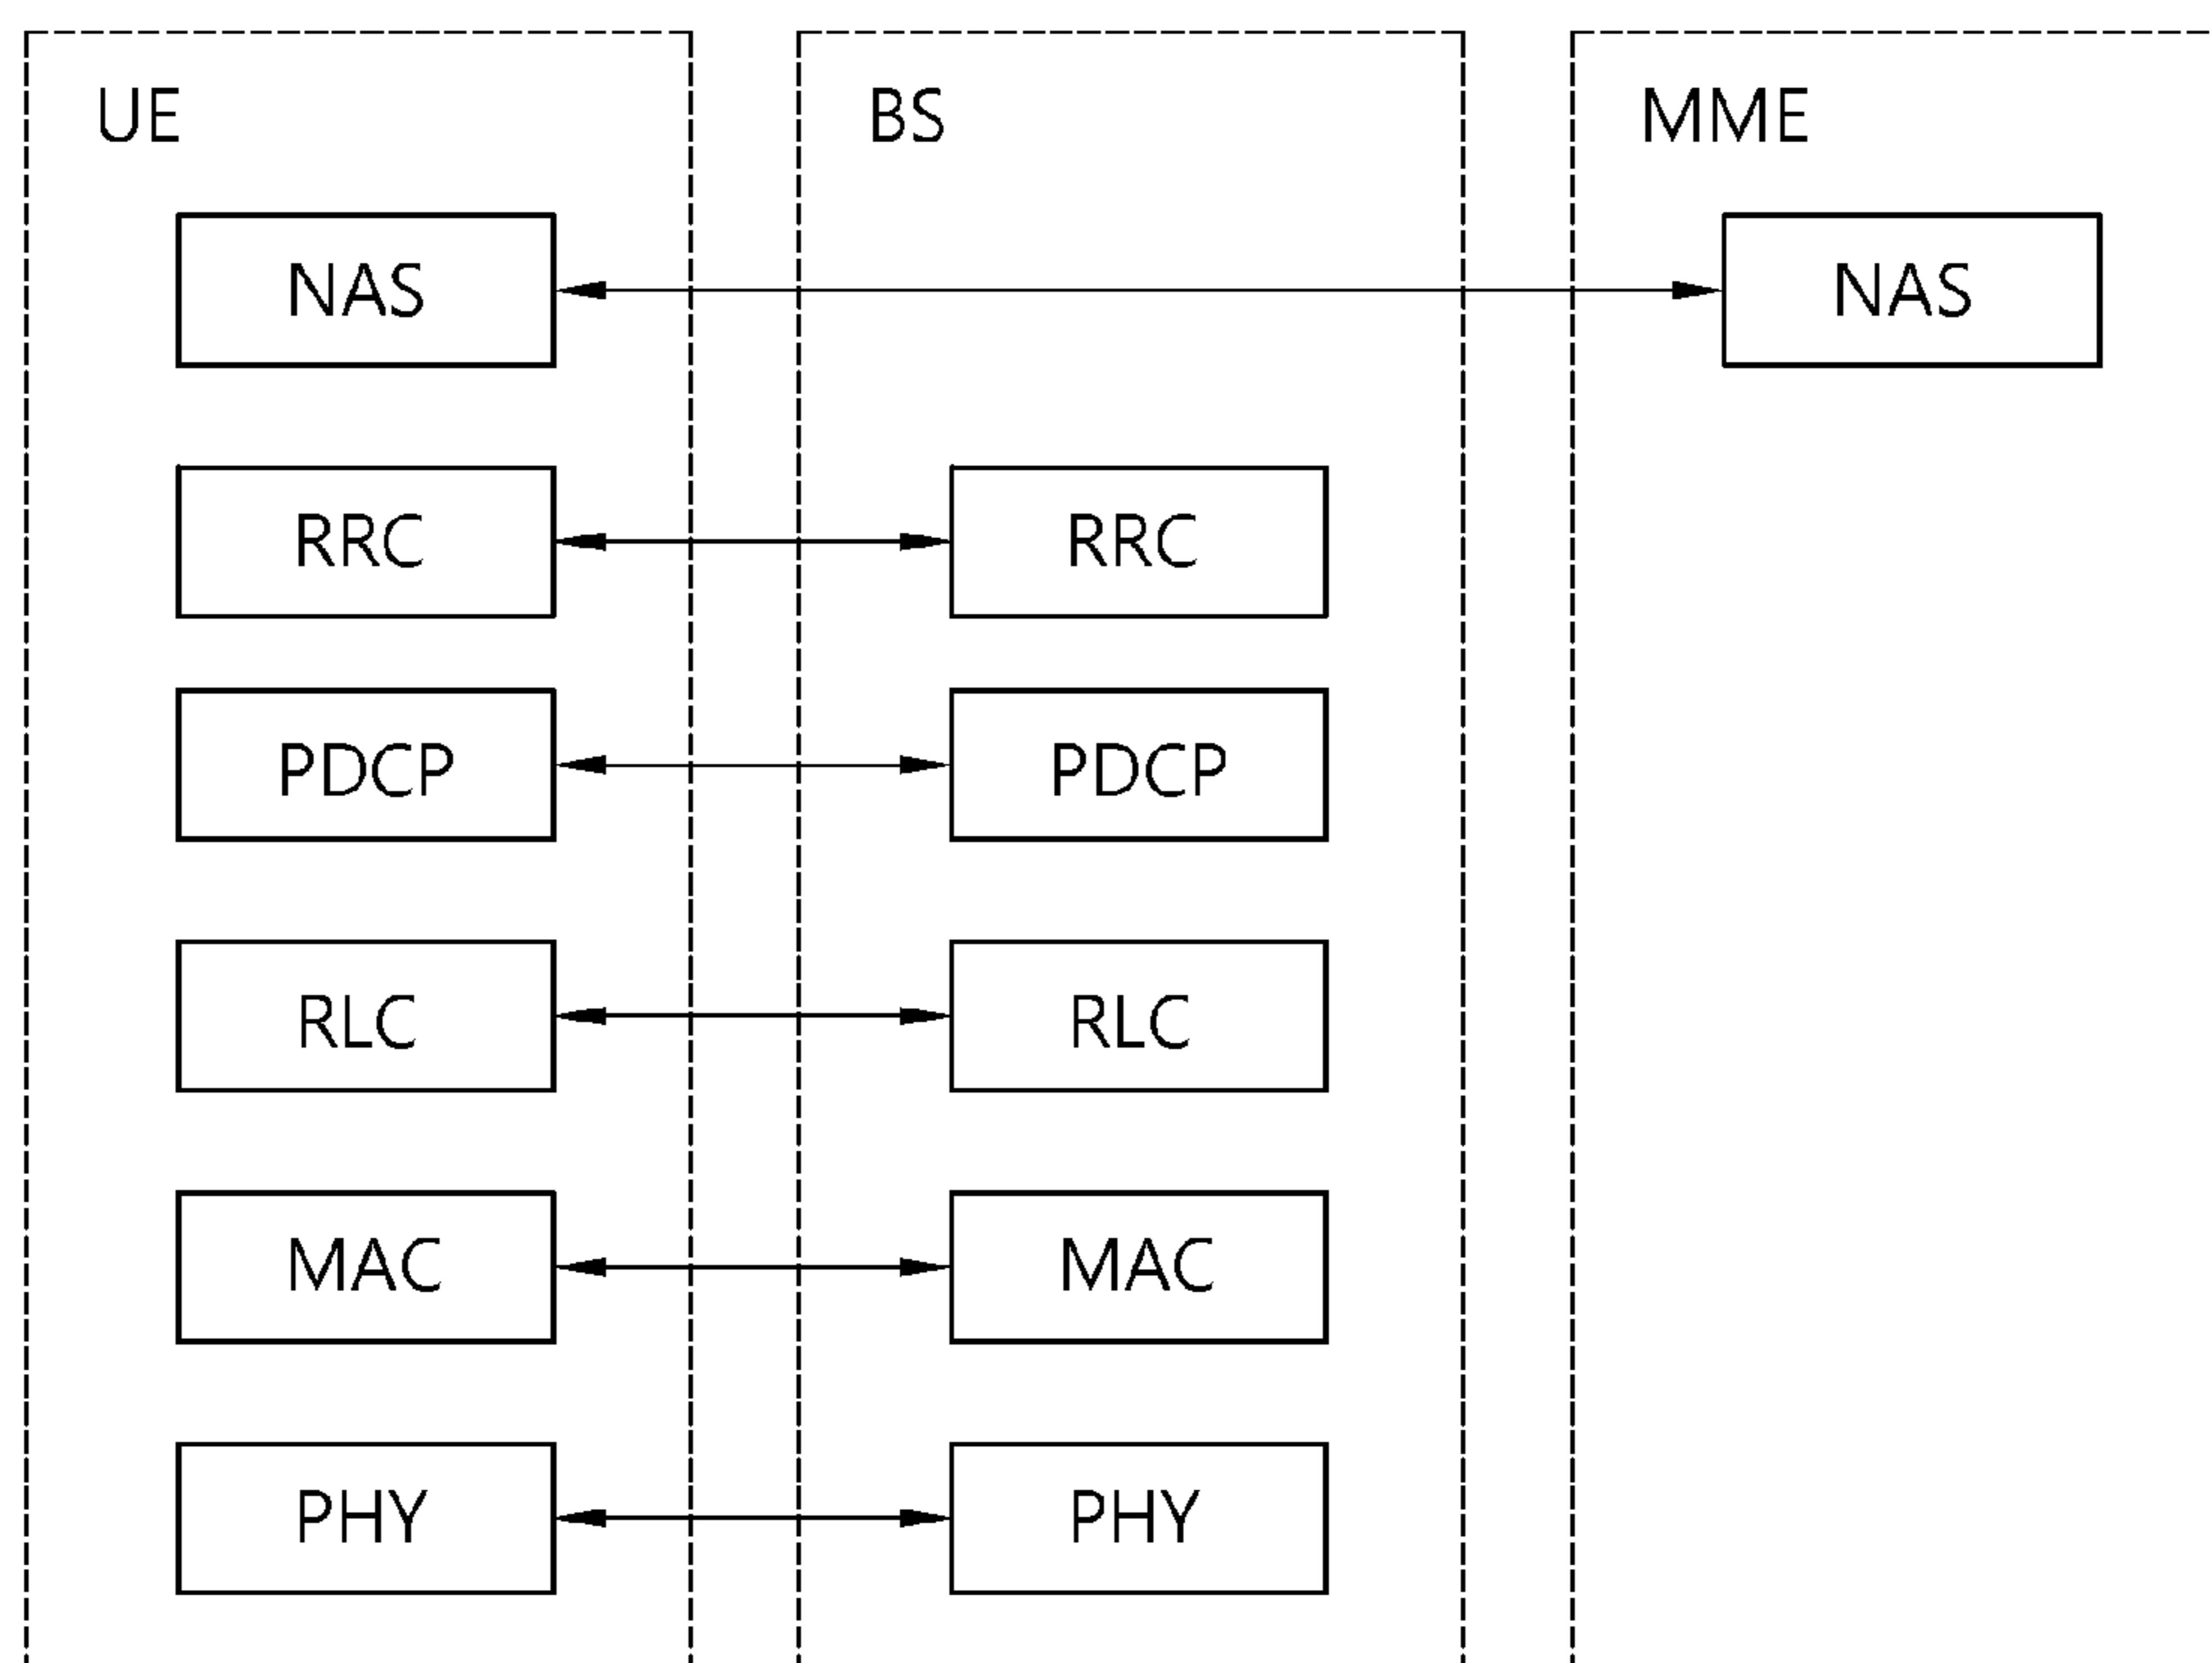 UE BS MME
NAS NAS
RRC RRC
PDCP PDCP
RLC RLC
MAC MAC
PHY PHY